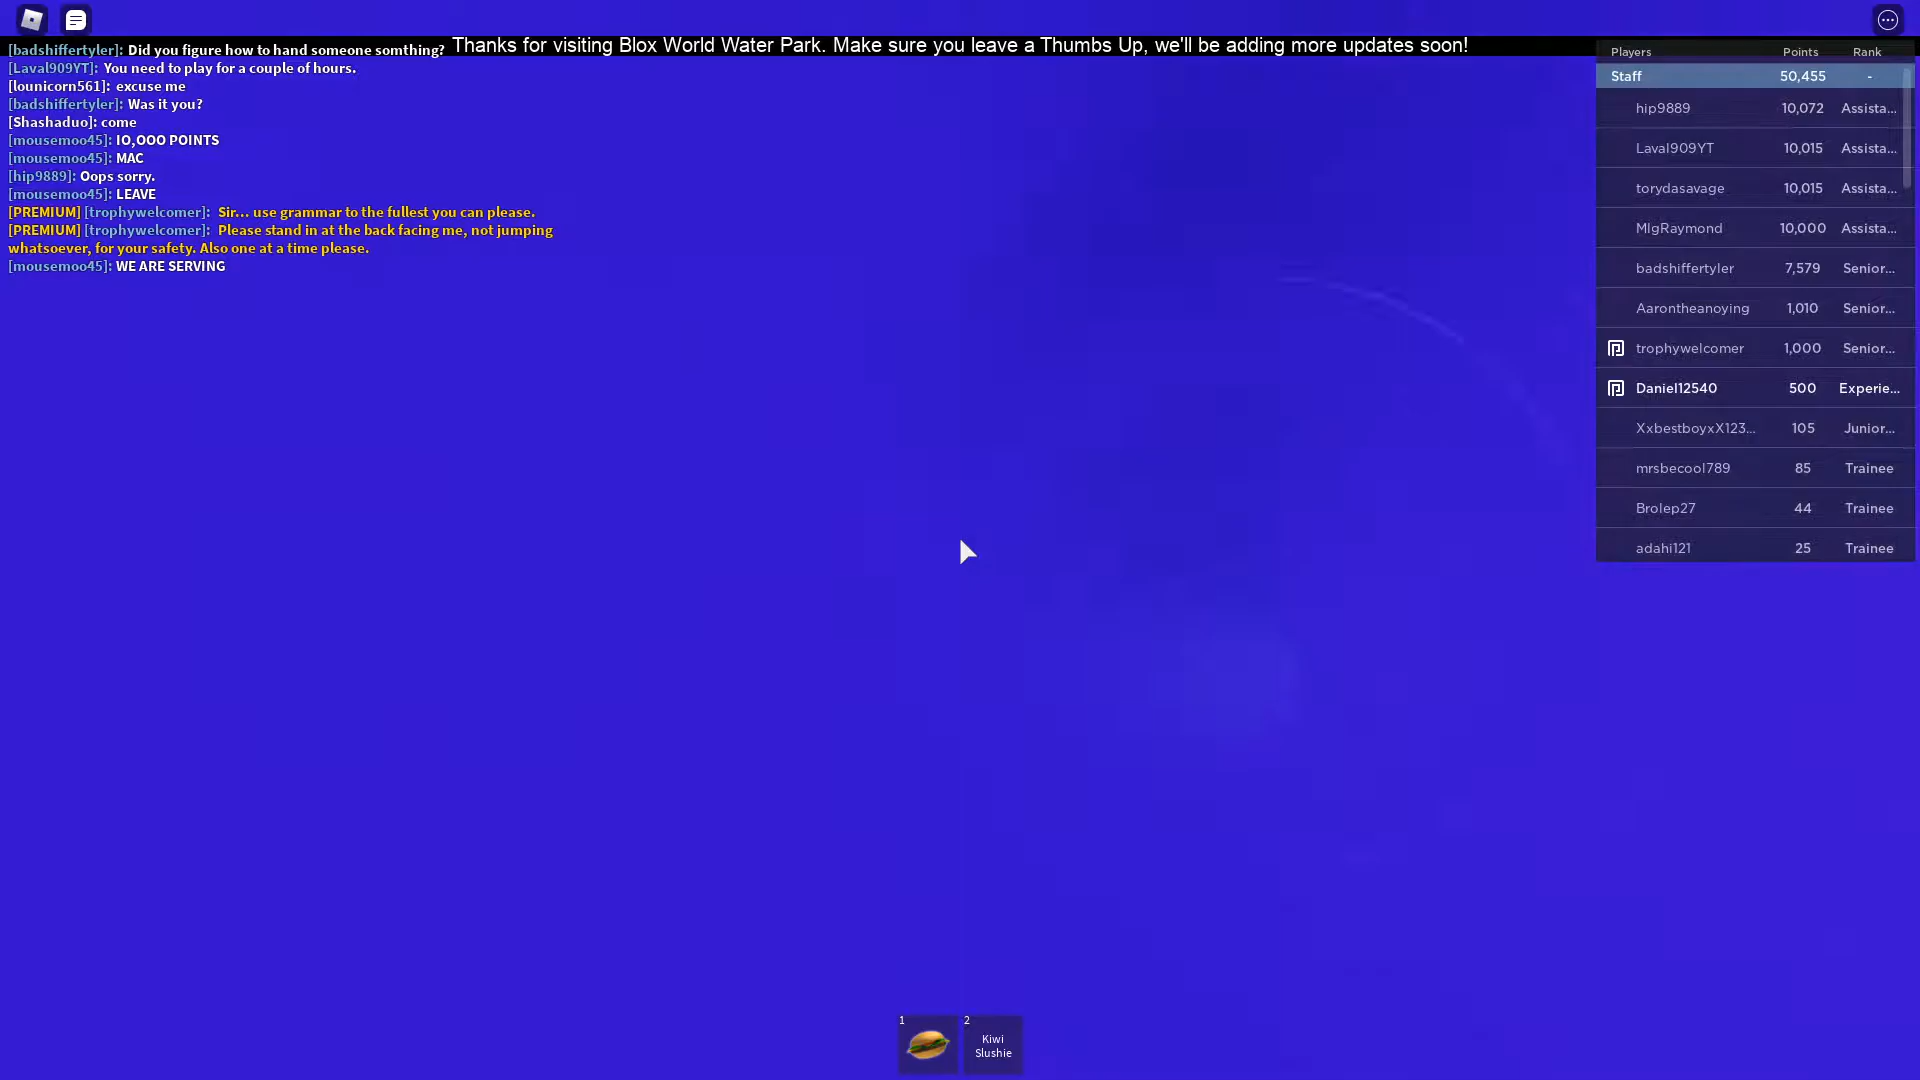 Thanks for visiting Blox World Water Park. Make sure you leave a Thumbs Up, we'll be adding more updates soon!
[badshiffertyler]: Did you figure how to hand someone somthing?
[Laval909YT]: You need to play for a couple of hours.
[lounicorn561]: excuse me
[badshiffertyler]: Was it you?
[Shashaduo]: come
[mousemoo45]: IO,OOO POINTS
[mousemoo45]: MAC
[hip9889]: Oops sorry.
[mousemoo45]: LEAVE
[PREMIUM] [trophywelcomer]: Sir... use grammar to the fullest you can please.
[PREMIUM] [trophywelcomer]: Please stand in at the back facing me, not jumping
whatsoever, for your safety. Also one at a time please.
[mousemoo45]: WE ARE SERVING
Players Points Rank
Staff 50,455 -
hip9889 10,072 Assista...
Laval909YT 10,015 Assista...
torydasavage 10,015 Assista...
MlgRaymond 10,000 Assista...
badshiffertyler 7,579 Senior...
Aarontheanoying 1,010 Senior...
trophywelcomer 1,000 Senior...
Daniel12540 500 Experie...
XxbestboyxX123... 105 Junior...
mrsbecool789 85 Trainee
Brolep27 44 Trainee
adahi121 25 Trainee
1
2
Kiwi
Slushie